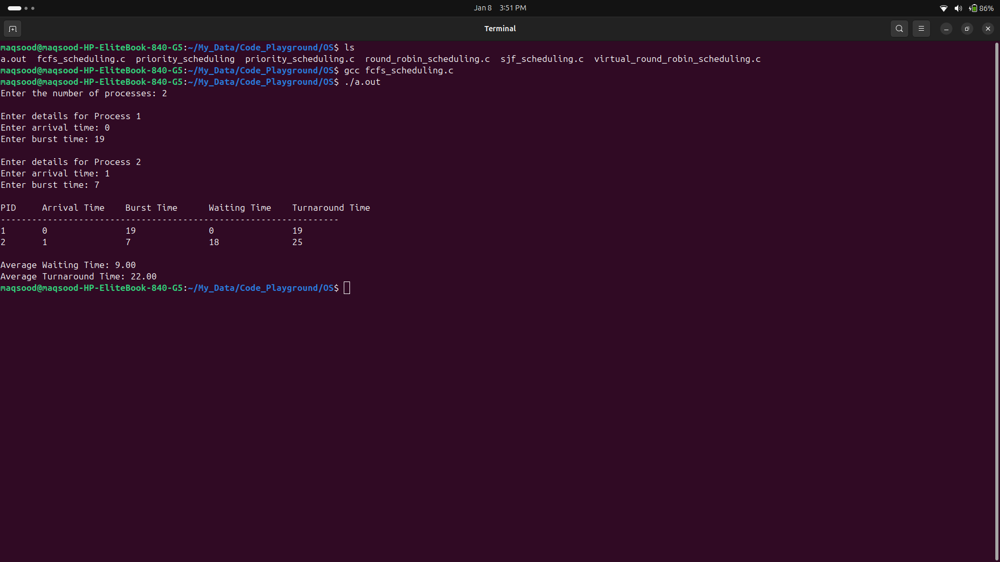 Jan 8 3:51 PM
86%
Terminal
maqsood@maqsood-HP-EliteBook-840-G5:~/My_Data/Code_Playground/OS$ ls
a.out fcfs_scheduling.c priority_scheduling priority_scheduling.c round_robin_scheduling.c sjf_scheduling.c virtual_round_robin_scheduling.c
maqsood@maqsood-HP-EliteBook-840-G5:~/My_Data/Code_Playground/OS$ gcc fcfs_scheduling.c
maqsood@maqsood-HP-EliteBook-840-G5:~/My_Data/Code_Playground/OS$ ./a.out
Enter the number of processes: 2
Enter details for Process 1
Enter arrival time: 0
Enter burst time: 19
Enter details for Process 2
Enter arrival time: 1
Enter burst time: 7
PID Arrival Time Burst Time Waiting Time Turnaround Time
-----------------------------------------------------------------
1 0 19 0 19
2 1 7 18 25
Average Waiting Time: 9.00
Average Turnaround Time: 22.00
maqsood@maqsood-HP-EliteBook-840-G5:~/My_Data/Code_Playground/OS$